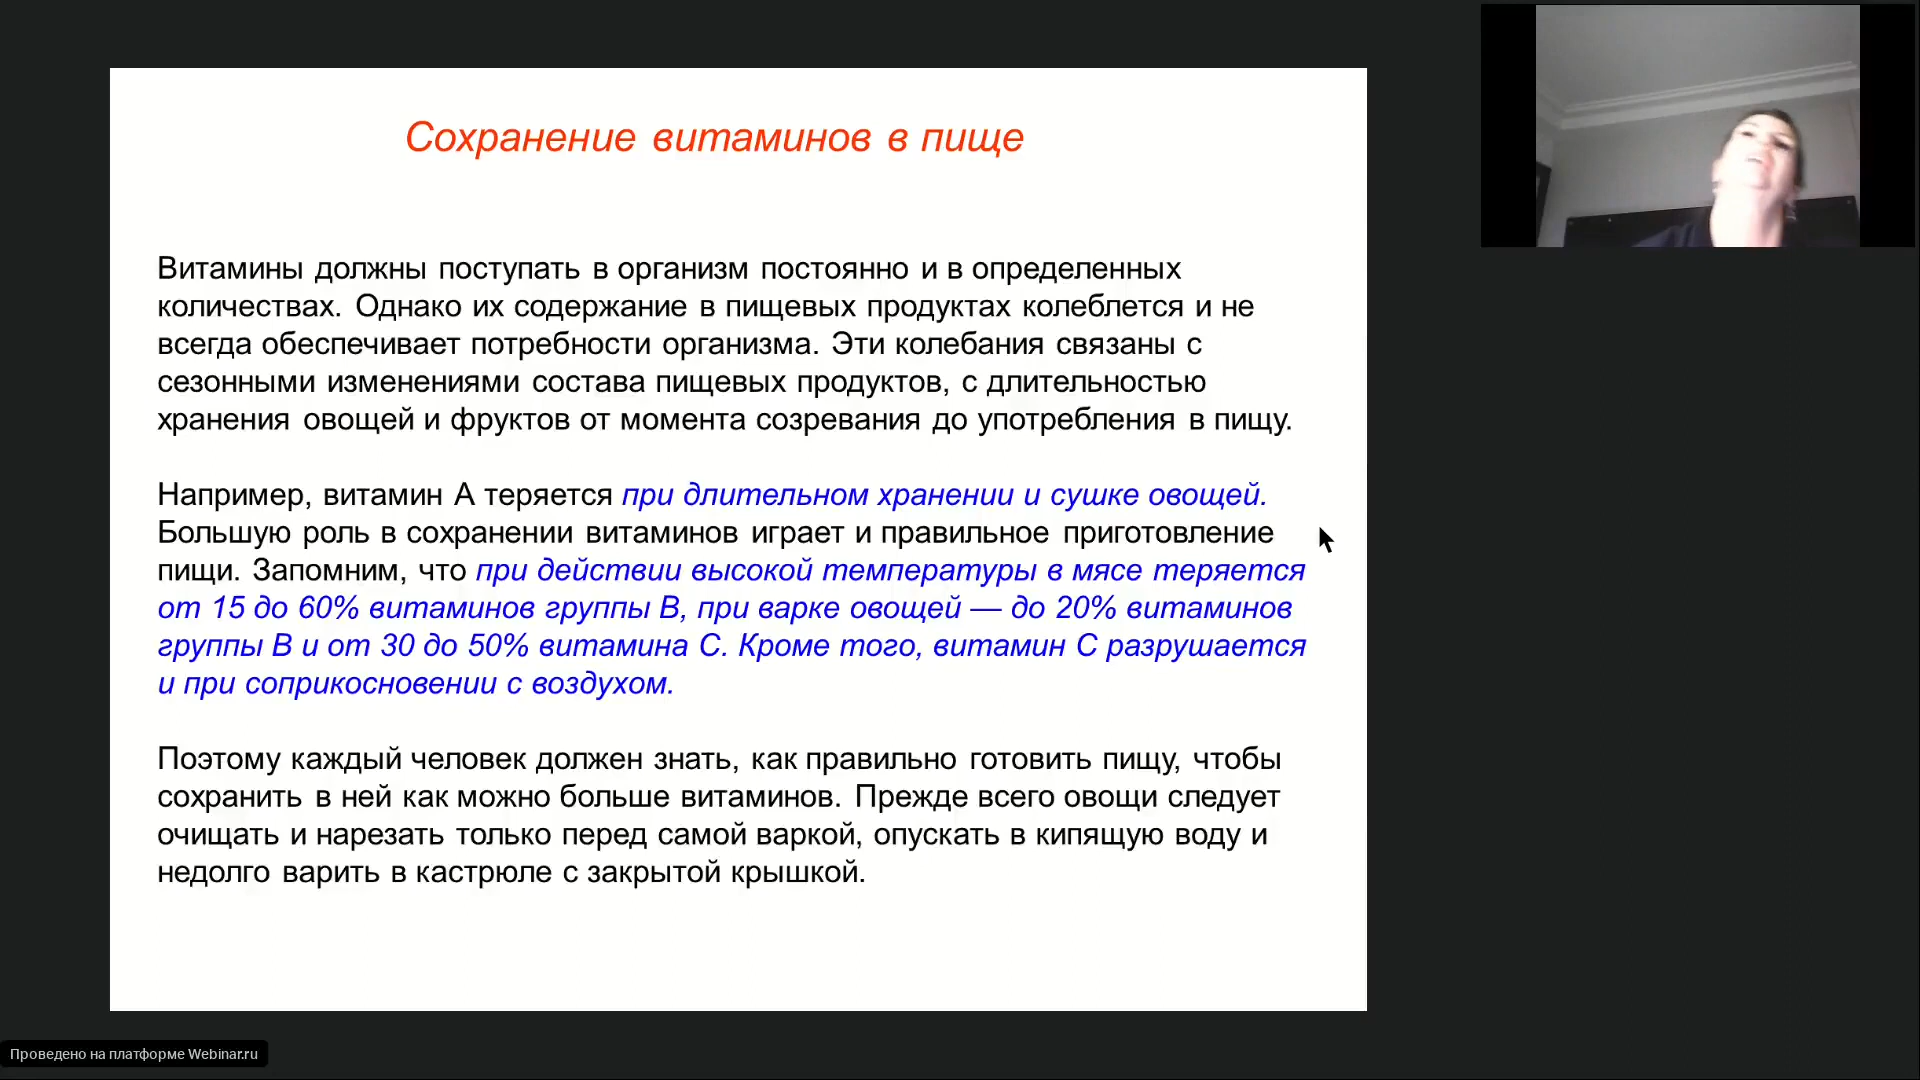 Сохранение витаминов в пище
Витамины должны поступать в организм постоянно и в определенных
количествах. Однако их содержание в пищевых продуктах колеблется и не
всегда обеспечивает потребности организма. Эти колебания связаны с
сезонными изменениями состава пищевых продуктов, с длительностью
хранения овощей и фруктов от момента созревания до употребления в пищу.
Например, витамин А теряется при длительном хранении и сушке овощей.
Большую роль в сохранении витаминов играет и правильное приготовление
пищи. Запомним, что при действии высокой температуры в мясе теряется
от 15 до 60% витаминов группы В, при варке овощей — до 20% витаминов
группы В и от 30 до 50% витамина С. Кроме того, витамин С разрушается
и при соприкосновении с воздухом.
Поэтому каждый человек должен знать, как правильно готовить пищу, чтобы
сохранить в ней как можно больше витаминов. Прежде всего овощи следует
очищать и нарезать только перед самой варкой, опускать в кипящую воду и
недолго варить в кастрюле с закрытой крышкой.
Проведено на платформе Webinar.ru